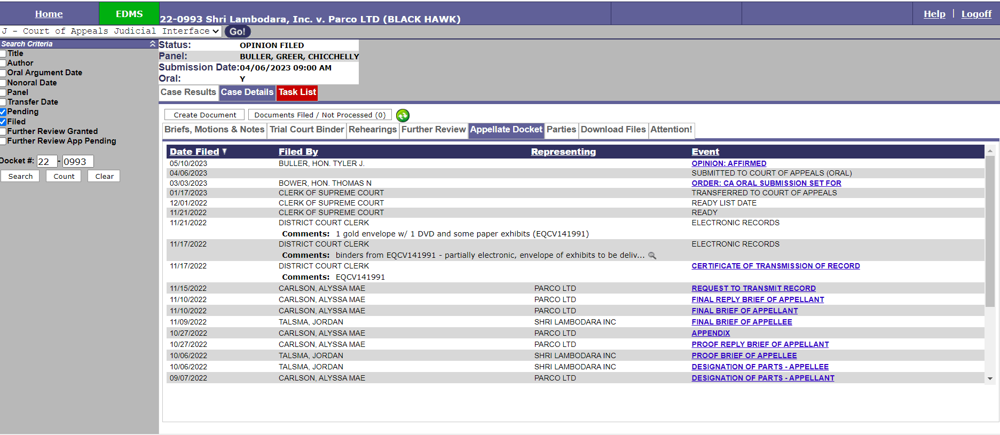 Home EDMS 22-0993 Shri Lambodara, Inc. v. Parco LTD (BLACK HAWK) Help | Logoff
J - Court of Appeals Judicial Interface Go!
Search Criteria
Title
Author
Oral Argument Date
Nonoral Date
Panel
Transfer Date
Pending
Filed
Further Review Granted
Further Review App Pending
Docket #: 22 - 0993
Search Count Clear
Status: OPINION FILED
Panel: BULLER, GREER, CHICCHELLY
Submission Date: 04/06/2023 09:00 AM
Oral: Y
Case Results Case Details Task List
Create Document Documents Filed / Not Processed (0)
Briefs, Motions & Notes Trial Court Binder Rehearings Further Review Appellate Docket Parties Download Files Attention!
Date Filed Filed By Representing Event
05/10/2023 BULLER, HON. TYLER J. OPINION: AFFIRMED
04/06/2023 SUBMITTED TO COURT OF APPEALS (ORAL)
03/03/2023 BOWER, HON. THOMAS N ORDER: CA ORAL SUBMISSION SET FOR
01/17/2023 CLERK OF SUPREME COURT TRANSFERRED TO COURT OF APPEALS
12/01/2022 CLERK OF SUPREME COURT READY LIST DATE
11/21/2022 CLERK OF SUPREME COURT READY
11/21/2022 DISTRICT COURT CLERK ELECTRONIC RECORDS
Comments: 1 gold envelope w/ 1 DVD and some paper exhibits (EQCV141991)
11/17/2022 DISTRICT COURT CLERK ELECTRONIC RECORDS
Comments: binders from EQCV141991 - partially electronic, envelope of exhibits to be deliv...
11/17/2022 DISTRICT COURT CLERK CERTIFICATE OF TRANSMISSION OF RECORD
Comments: EQCV141991
11/15/2022 CARLSON, ALYSSA MAE PARCO LTD REQUEST TO TRANSMIT RECORD
11/10/2022 CARLSON, ALYSSA MAE PARCO LTD FINAL REPLY BRIEF OF APPELLANT
11/10/2022 CARLSON, ALYSSA MAE PARCO LTD FINAL BRIEF OF APPELLANT
11/09/2022 TALSMA, JORDAN SHRI LAMBODARA INC FINAL BRIEF OF APPELLEE
10/27/2022 CARLSON, ALYSSA MAE PARCO LTD APPENDIX
10/27/2022 CARLSON, ALYSSA MAE PARCO LTD PROOF REPLY BRIEF OF APPELLANT
10/06/2022 TALSMA, JORDAN SHRI LAMBODARA INC PROOF BRIEF OF APPELLEE
10/06/2022 TALSMA, JORDAN SHRI LAMBODARA INC DESIGNATION OF PARTS - APPELLEE
09/07/2022 CARLSON, ALYSSA MAE PARCO LTD DESIGNATION OF PARTS - APPELLANT